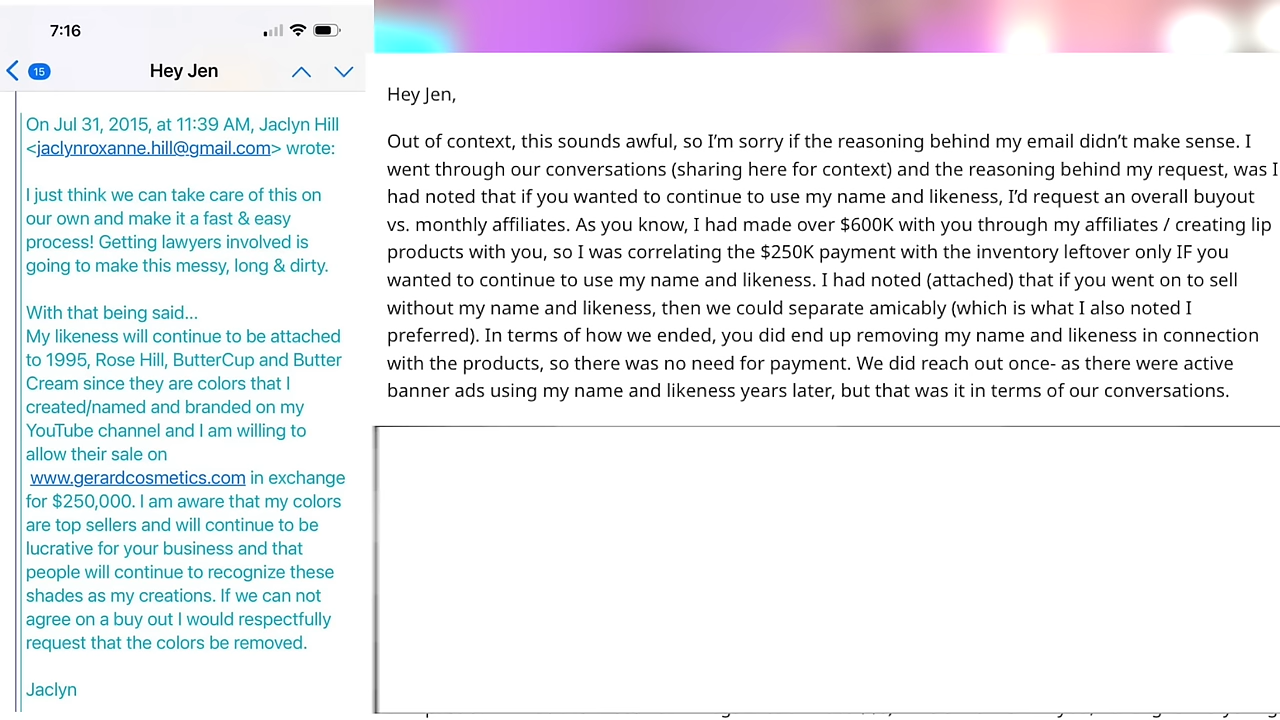 7:16
15
Hey Jen
On Jul 31, 2015, at 11:39 AM, Jaclyn Hill
<jaclynroxanne.hill@gmail.com> wrote:
I just think we can take care of this on
our own and make it a fast & easy
process! Getting lawyers involved is
going to make this messy, long & dirty.
With that being said...
My likeness will continue to be attached
to 1995, Rose Hill, ButterCup and Butter
Cream since they are colors that I
created/named and branded on my
YouTube channel and I am willing to
allow their sale on
www.gerardcosmetics.com in exchange
for $250,000. I am aware that my colors
are top sellers and will continue to be
lucrative for your business and that
people will continue to recognize these
shades as my creations. If we can not
agree on a buy out I would respectfully
request that the colors be removed.
Jaclyn
Hey Jen,
Out of context, this sounds awful, so I’m sorry if the reasoning behind my email didn’t make sense. I
went through our conversations (sharing here for context) and the reasoning behind my request, was I
had noted that if you wanted to continue to use my name and likeness, I’d request an overall buyout
vs. monthly affiliates. As you know, I had made over $600K with you through my affiliates / creating lip
products with you, so I was correlating the $250K payment with the inventory leftover only IF you
wanted to continue to use my name and likeness. I had noted (attached) that if you went on to sell
without my name and likeness, then we could separate amicably (which is what I also noted I
preferred). In terms of how we ended, you did end up removing my name and likeness in connection
with the products, so there was no need for payment. We did reach out once- as there were active
banner ads using my name and likeness years later, but that was it in terms of our conversations.